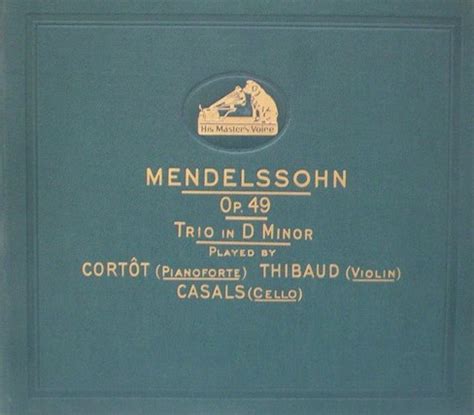 His Master's Voice
MENDELSSOHN
OP. 49
TRIO IN D MINOR
PLAYED BY
CORTÔT (PIANOFORTE) THIBAUD (VIOLIN)
CASALS (CELLO)